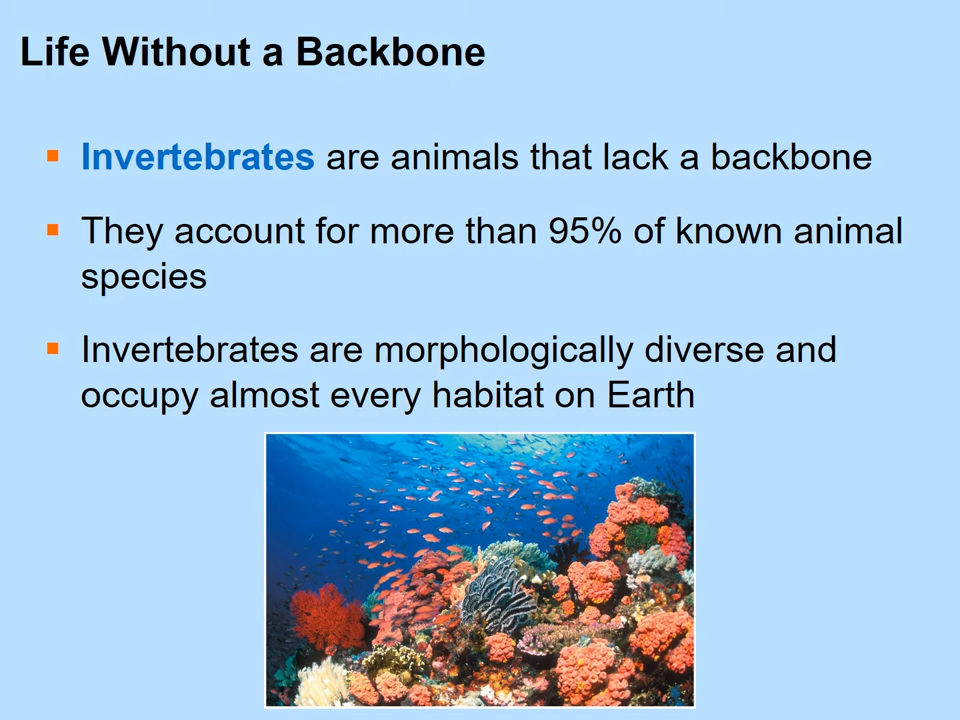 Life Without a Backbone
Invertebrates are animals that lack a backbone
They account for more than 95% of known animal
species
Invertebrates are morphologically diverse and
occupy almost every habitat on Earth